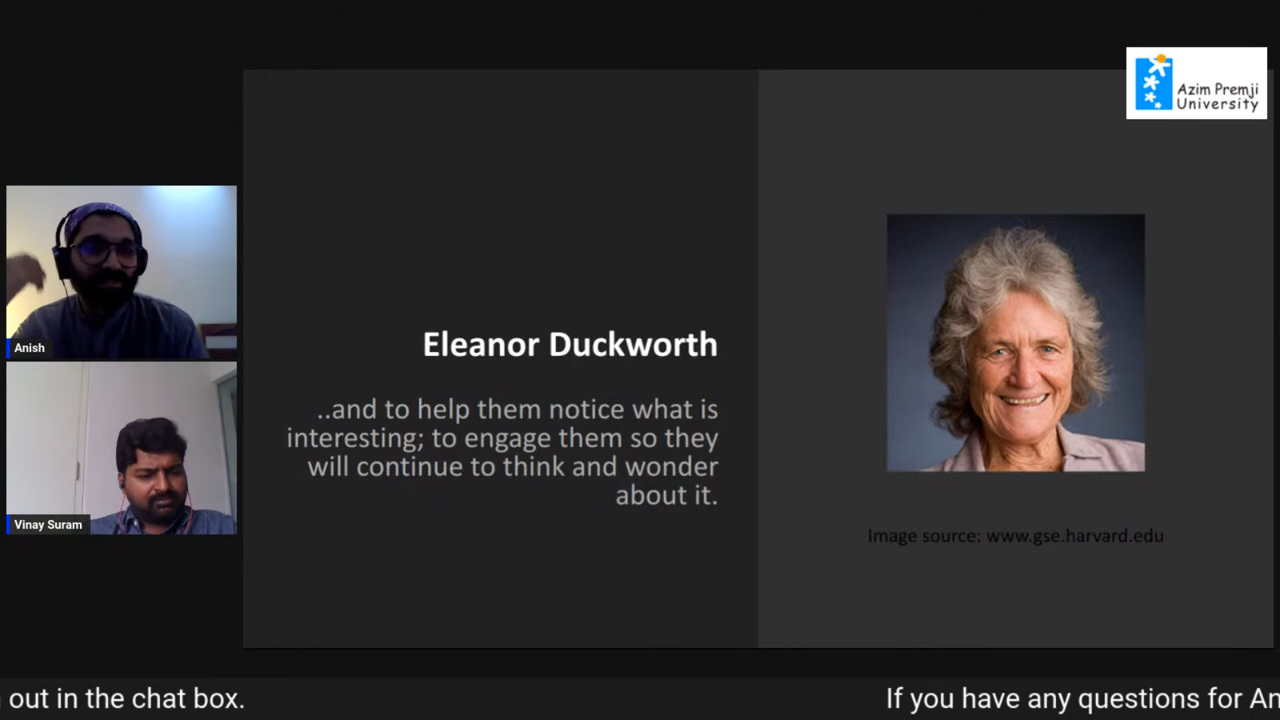 Azim Premji
University
Anish
Vinay Suram
Eleanor Duckworth
..and to help them notice what is
interesting; to engage them so they
will continue to think and wonder
about it.
Image source: www.gse.harvard.edu
out in the chat box.
If you have any questions for An